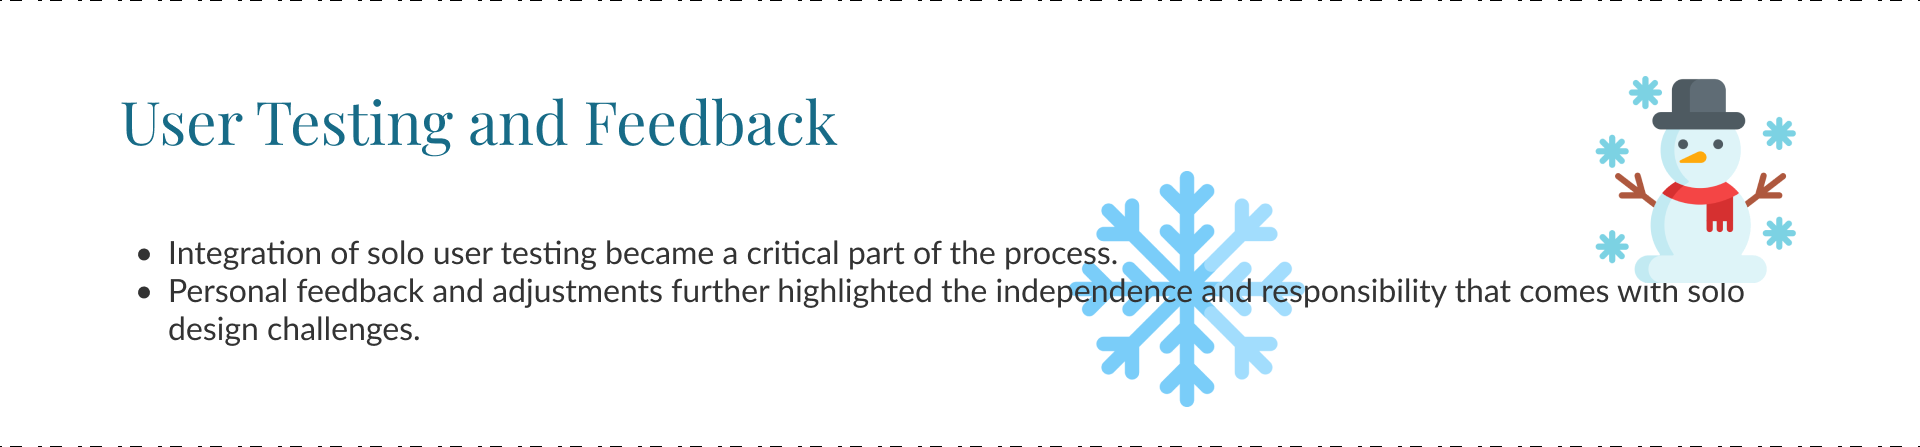 User Testing and Feedback
• Integration of solo user testing became a critical part of the process.
• Personal feedback and adjustments further highlighted the independence and responsibility that comes with solo
design challenges.